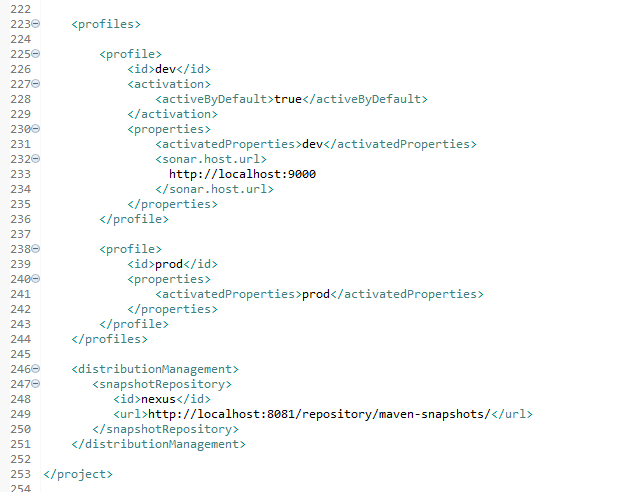 222
223 <profiles>
224
225 <profile>
226 <id>dev</id>
227 <activation>
228 <activeByDefault>true</activeByDefault>
229 </activation>
230 <properties>
231 <activatedProperties>dev</activatedProperties>
232 <sonar.host.url>
233 http://localhost:9000
234 </sonar.host.url>
235 </properties>
236 </profile>
237
238 <profile>
239 <id>prod</id>
240 <properties>
241 <activatedProperties>prod</activatedProperties>
242 </properties>
243 </profile>
244 </profiles>
245
246 <distributionManagement>
247 <snapshotRepository>
248 <id>nexus</id>
249 <url>http://localhost:8081/repository/maven-snapshots/</url>
250 </snapshotRepository>
251 </distributionManagement>
252
253 </project>
254